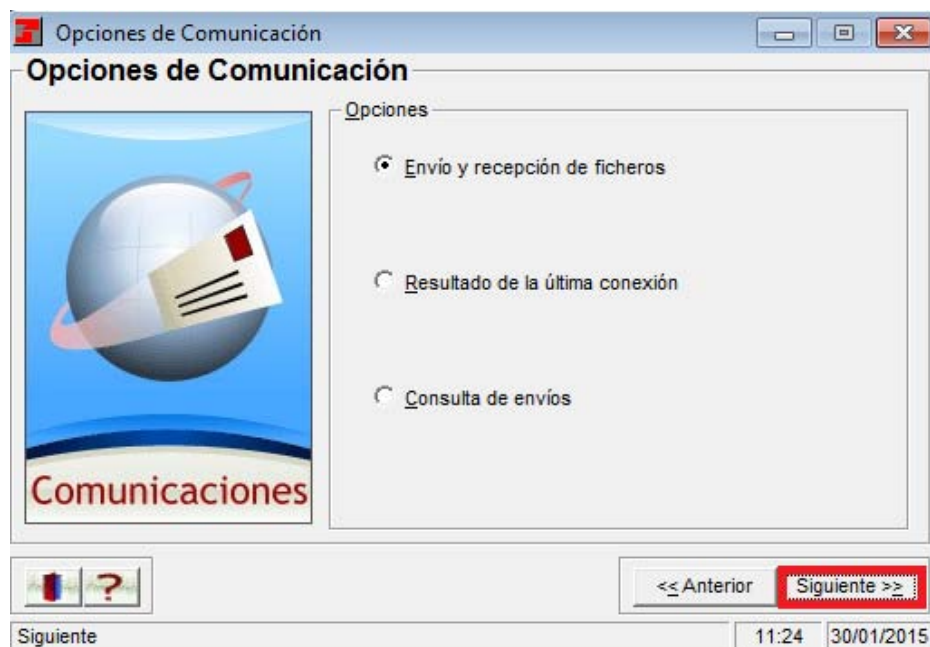 Opciones de Comunicación
Opciones de Comunicación
Opciones
Envío y recepción de ficheros
Resultado de la última conexión
Consulta de envíos
Comunicaciones
?
<< Anterior
Siguiente >>
Siguiente
11:24
30/01/2015